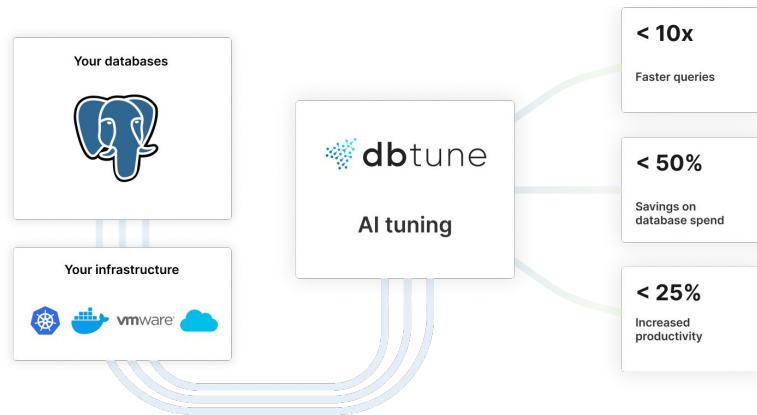 Your databases
Your infrastructure
vmware
dbtune
AI tuning
< 10x
Faster queries
< 50%
Savings on
database spend
< 25%
Increased
productivity